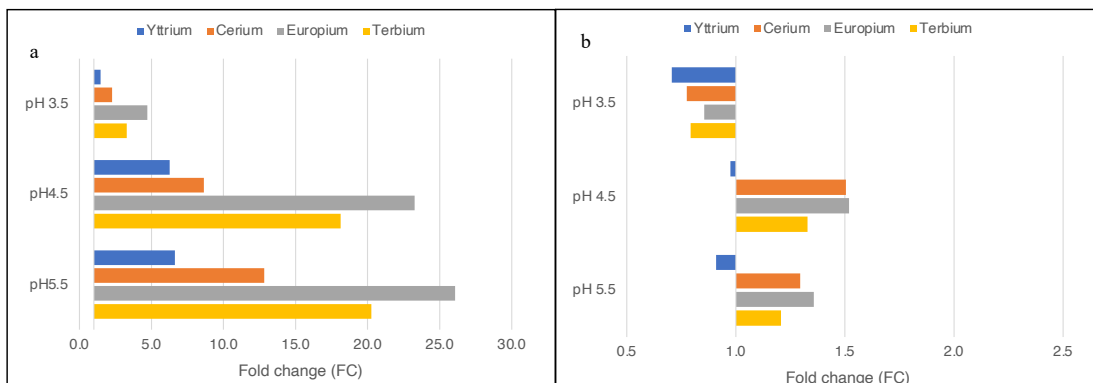 a
Yttrium Cerium Europium Terbium
pH 3.5
pH4.5
pH5.5
0.0 5.0 10.0 15.0 20.0 25.0 30.0
Fold change (FC)
b
Yttrium Cerium Europium Terbium
pH 3.5
pH 4.5
pH 5.5
0.5 1.0 1.5 2.0 2.5
Fold change (FC)